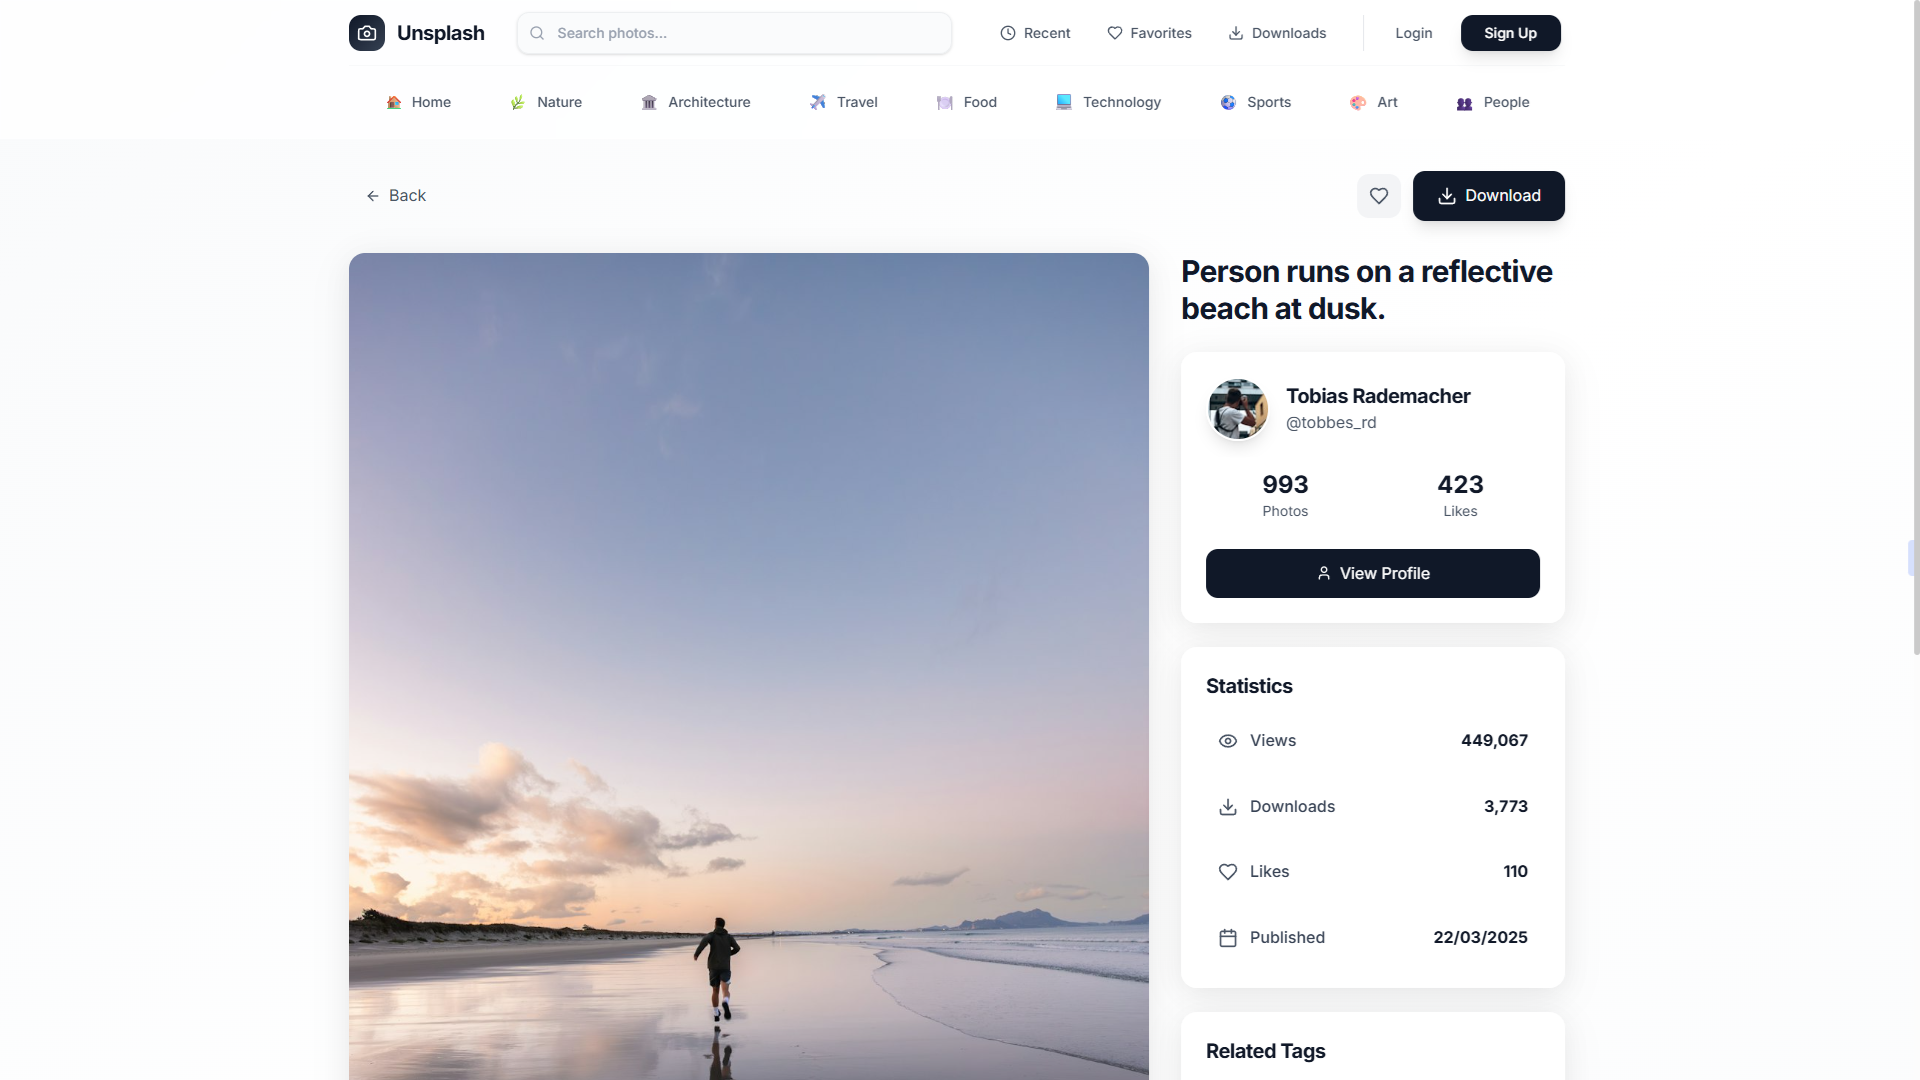 Unsplash
Search photos...
Recent
Favorites
Downloads
Login
Sign Up
Home
Nature
Architecture
Travel
Food
Technology
Sports
Art
People
Back
Download
Person runs on a reflective
beach at dusk.
Tobias Rademacher
@tobbes_rd
993
Photos
423
Likes
View Profile
Statistics
Views 449,067
Downloads 3,773
Likes 110
Published 22/03/2025
Related Tags